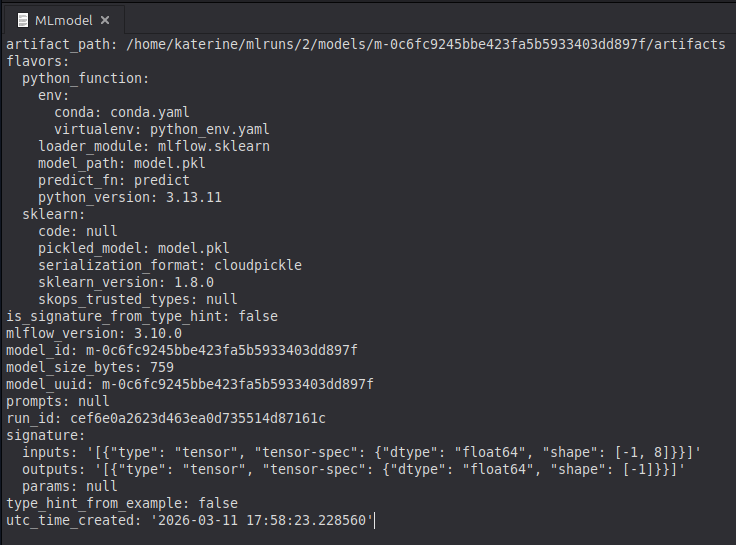 MLmodel
artifact_path: /home/katerine/mlruns/2/models/m-0c6fc9245bbe423fa5b5933403dd897f/artifacts
flavors:
  python_function:
    env:
      conda: conda.yaml
      virtualenv: python_env.yaml
    loader_module: mlflow.sklearn
    model_path: model.pkl
    predict_fn: predict
    python_version: 3.13.11
  sklearn:
    code: null
    pickled_model: model.pkl
    serialization_format: cloudpickle
    sklearn_version: 1.8.0
    skops_trusted_types: null
is_signature_from_type_hint: false
mlflow_version: 3.10.0
model_id: m-0c6fc9245bbe423fa5b5933403dd897f
model_size_bytes: 759
model_uuid: m-0c6fc9245bbe423fa5b5933403dd897f
prompts: null
run_id: cef6e0a2623d463ea0d735514d87161c
signature:
  inputs: '[{"type": "tensor", "tensor-spec": {"dtype": "float64", "shape": [-1, 8]}}]'
  outputs: '[{"type": "tensor", "tensor-spec": {"dtype": "float64", "shape": [-1]}}]'
  params: null
type_hint_from_example: false
utc_time_created: '2026-03-11 17:58:23.228560'